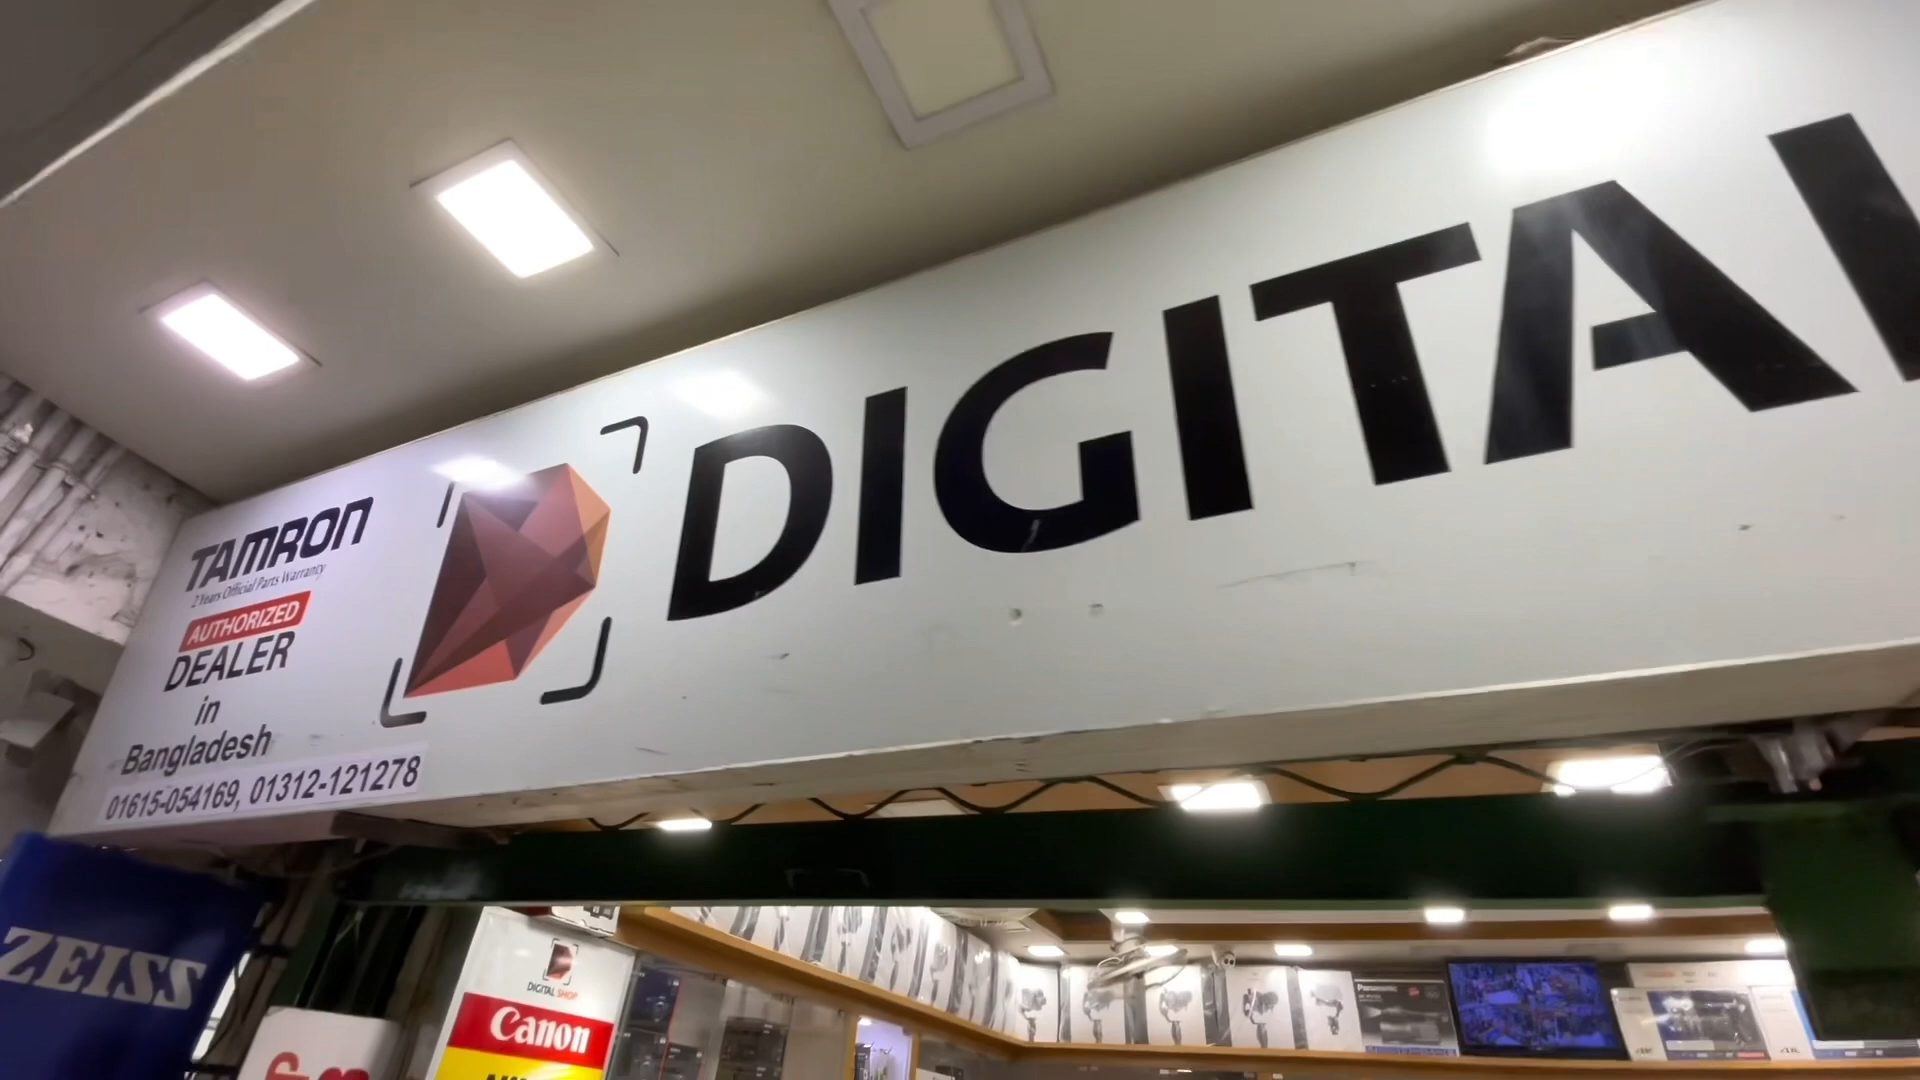 TAMRON
2 Years Official Parts Warranty
AUTHORIZED
DEALER
in
Bangladesh
01615-054169, 01312-121278
DIGITAL
ZEISS
DIGITAL SHOP
Canon
Panasonic